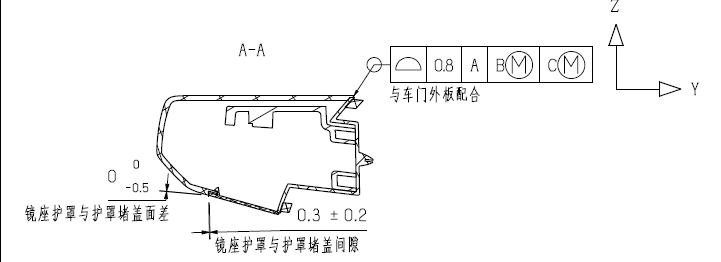 Z
A-A
0.8 A BⓂ CⓂ
与车门外板配合
Y
0 0
-0.5
镜座护罩与护罩堵盖面差
0.3 ± 0.2
镜座护罩与护罩堵盖间隙